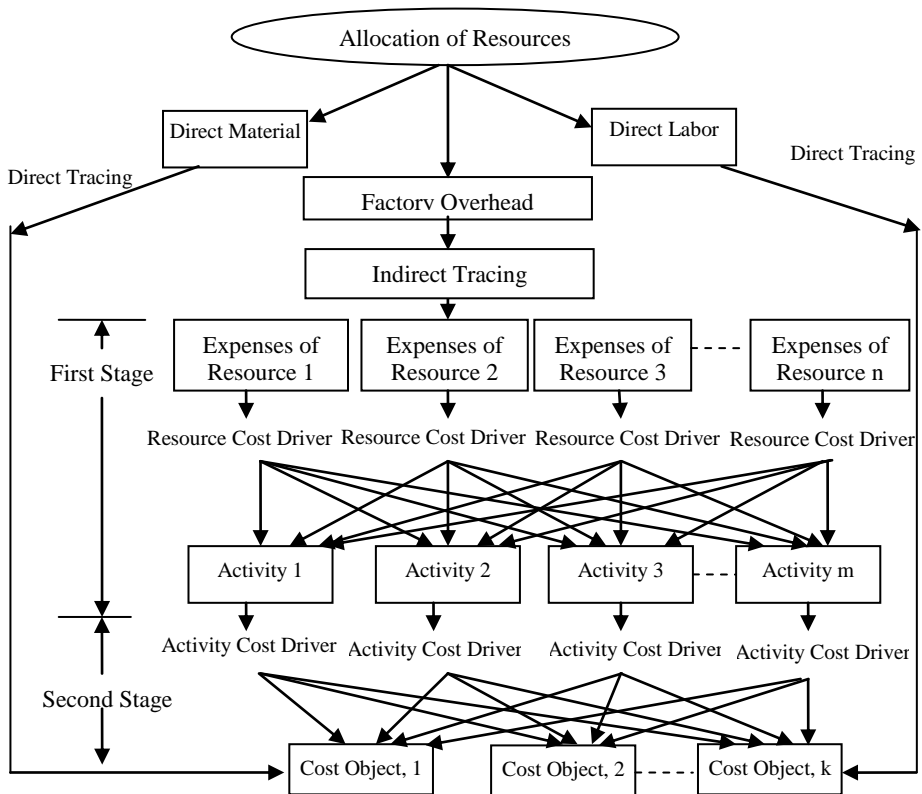 Allocation of Resources
Direct Material
Direct Labor
Direct Tracing
Direct Tracing
Factory Overhead
Indirect Tracing
First Stage
Expenses of
Resource 1
Expenses of
Resource 2
Expenses of
Resource 3
Expenses of
Resource n
Resource Cost Driver
Resource Cost Driver
Resource Cost Driver
Resource Cost Driver
Activity 1
Activity 2
Activity 3
Activity m
Activity Cost Driver
Activity Cost Driver
Activity Cost Driver
Activity Cost Driver
Second Stage
Cost Object, 1
Cost Object, 2
Cost Object, k